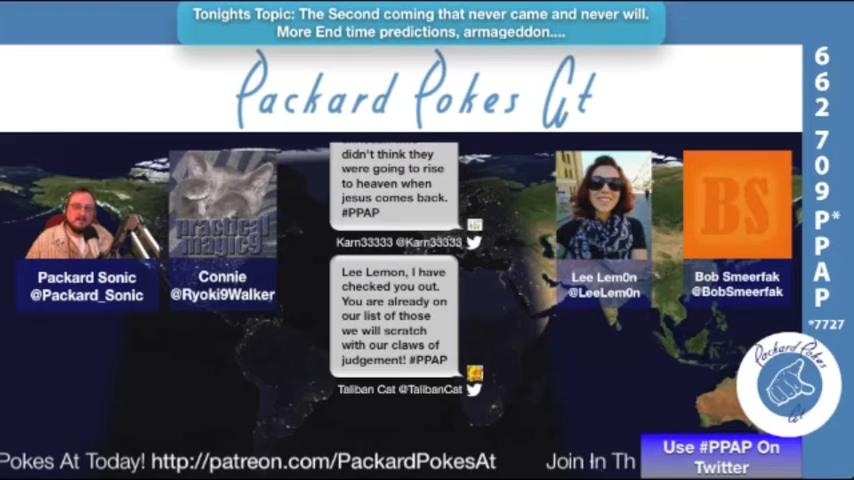 Tonights Topic: The Second coming that never came and never will.
More End time predictions, armageddon....
Packard Pokes At
662 709 PPAP*
*7727
didn't think they
were going to rise
to heaven when
jesus comes back.
#PPAP
Karn33333 @Karn33333
practical
magic9
BS
Packard Sonic
@Packard_Sonic
Connie
@Ryoki9Walker
Lee Lem0n
@LeeLem0n
Bob Smeerfak
@BobSmeerfak
Lee Lemon, I have
checked you out.
You are already on
our list of those
we will scratch
with our claws of
judgement! #PPAP
Taliban Cat @TalibanCat
Packard Pokes
At
Pokes At Today! http://patreon.com/PackardPokesAt
Join In Th
Use #PPAP On
Twitter